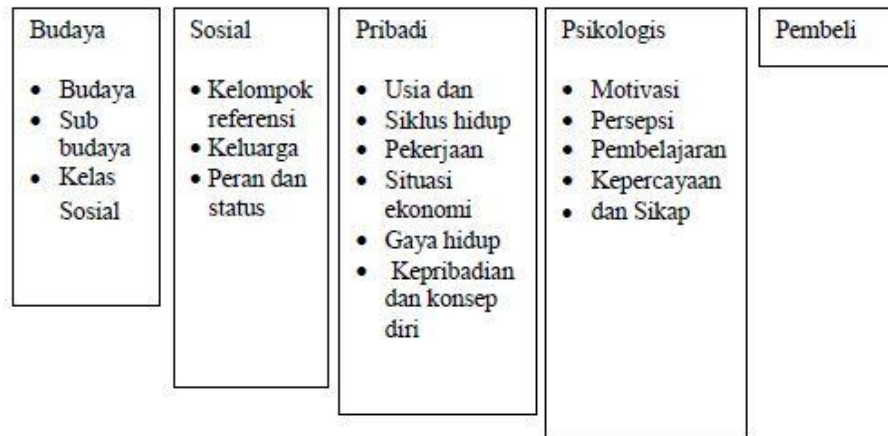 Budaya
• Budaya
• Sub
budaya
• Kelas
Sosial
Sosial
• Kelompok
referensi
• Keluarga
• Peran dan
status
Pribadi
• Usia dan
• Siklus hidup
• Pekerjaan
• Situasi
ekonomi
• Gaya hidup
• Kepribadian
dan konsep
diri
Psikologis
• Motivasi
• Persepsi
• Pembelajaran
• Kepercayaan
• dan Sikap
Pembeli